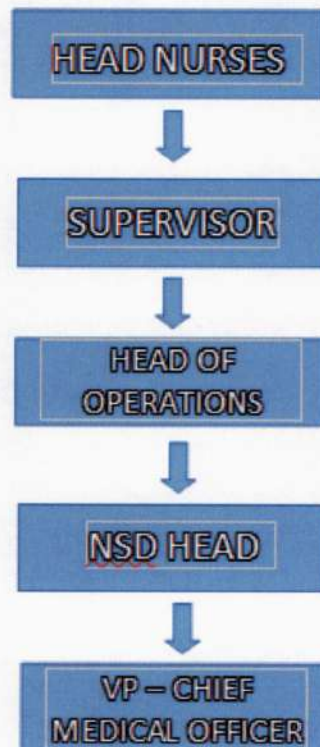 HEAD NURSES
SUPERVISOR
HEAD OF
OPERATIONS
NSD HEAD
VP – CHIEF
MEDICAL OFFICER